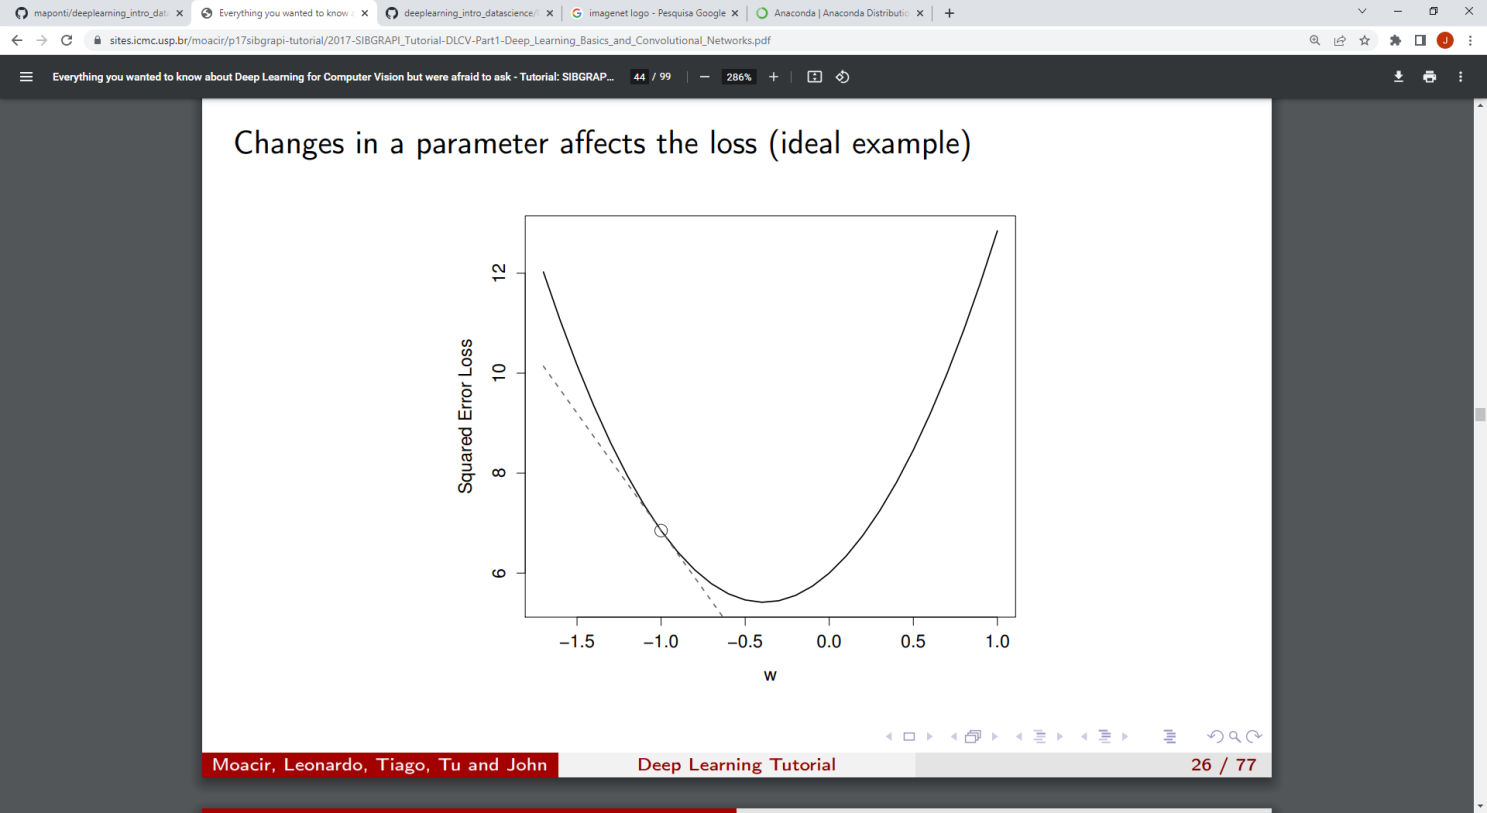 maponti/deeplearning_intro_data
Everything you wanted to know a
deeplearning_intro_datascience/
imagenet logo - Pesquisa Google
Anaconda | Anaconda Distributio
sites.icmc.usp.br/moacir/p17sibgrapi-tutorial/2017-SIBGRAPI_Tutorial-DLCV-Part1-Deep_Learning_Basics_and_Convolutional_Networks.pdf
J
Everything you wanted to know about Deep Learning for Computer Vision but were afraid to ask - Tutorial: SIBGRAP...
44 / 99
286%
Changes in a parameter affects the loss (ideal example)
Squared Error Loss
12
10
8
6
−1.5 −1.0 −0.5 0.0 0.5 1.0
w
Moacir, Leonardo, Tiago, Tu and John
Deep Learning Tutorial
26 / 77